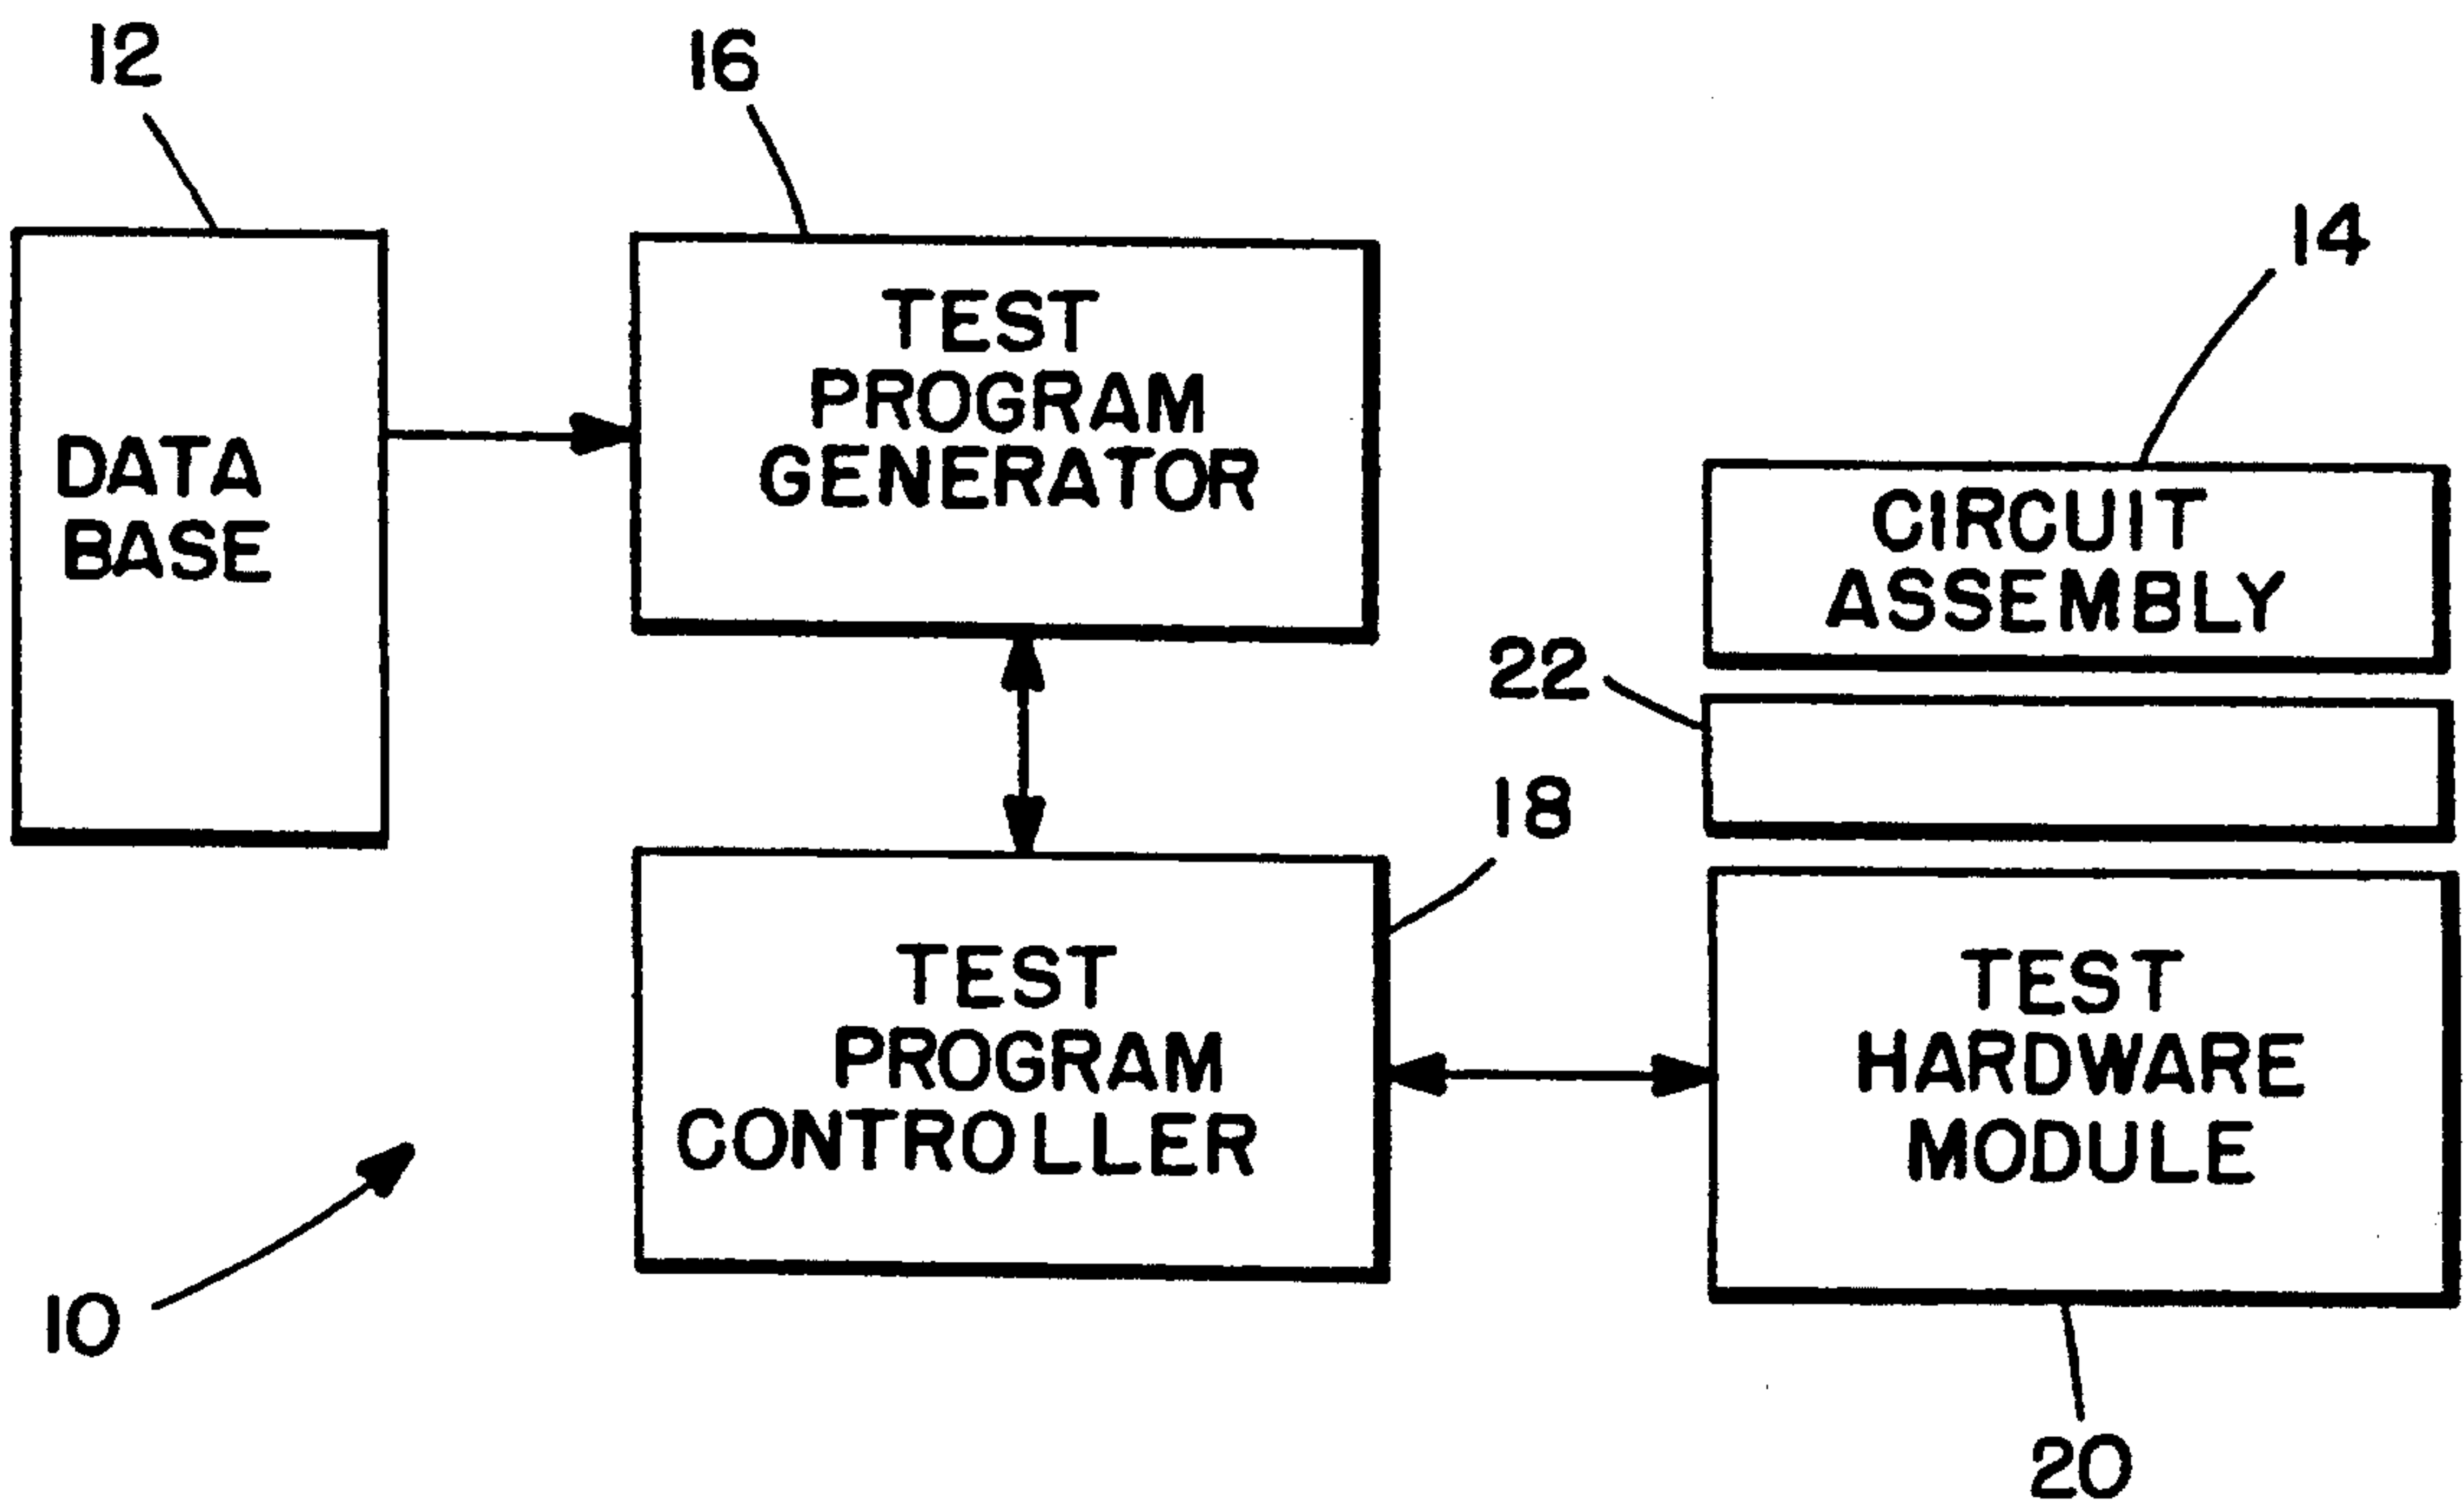 12
16
14
DATA
BASE
TEST
PROGRAM
GENERATOR
CIRCUIT
ASSEMBLY
22
18
TEST
PROGRAM
CONTROLLER
TEST
HARDWARE
MODULE
10
20